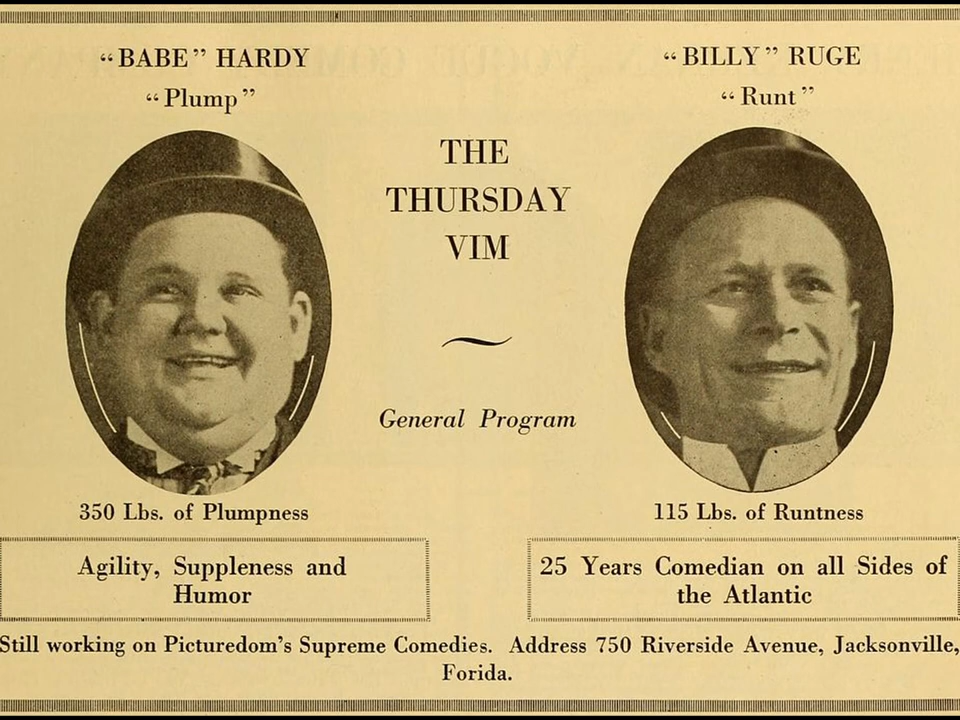 “BABE” HARDY
“Plump”
“BILLY” RUGE
“Runt”
THE
THURSDAY
VIM
General Program
350 Lbs. of Plumpness
115 Lbs. of Runtness
Agility, Suppleness and
Humor
25 Years Comedian on all Sides of
the Atlantic
Still working on Picturedom’s Supreme Comedies. Address 750 Riverside Avenue, Jacksonville,
Forida.